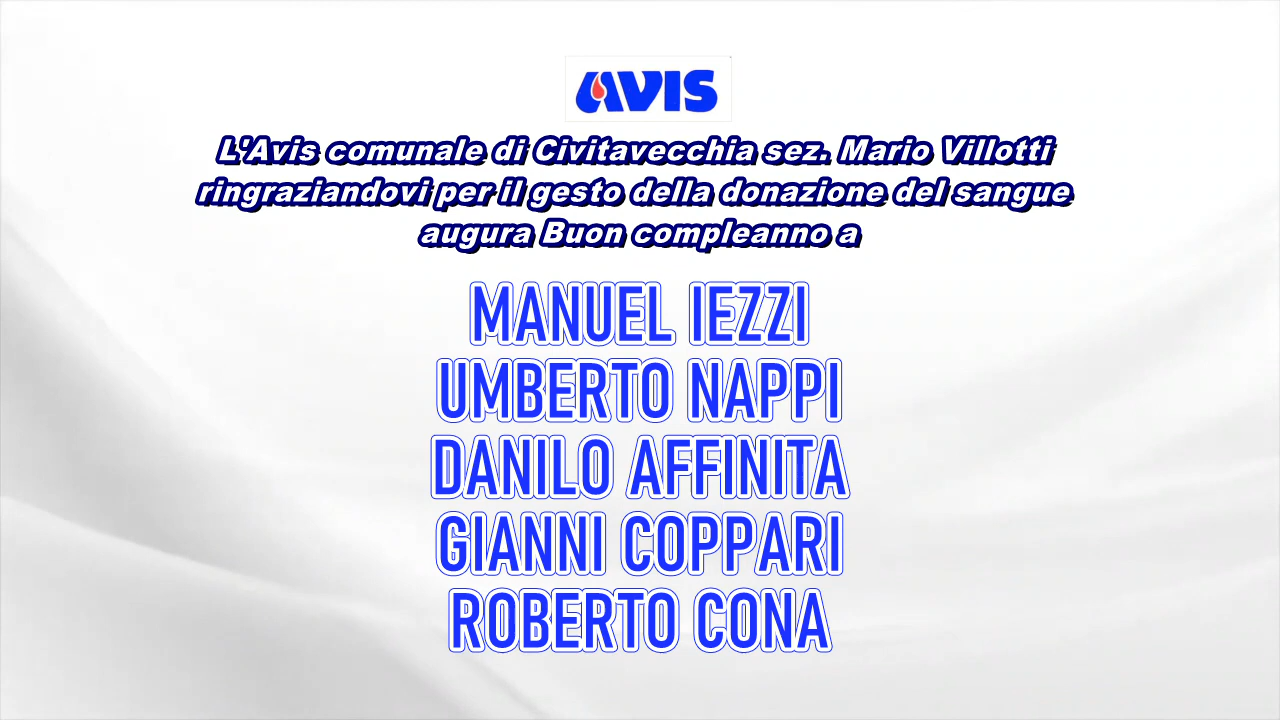 AVIS
L'Avis comunale di Civitavecchia sez. Mario Villotti
ringraziandovi per il gesto della donazione del sangue
augura Buon compleanno a
MANUEL IEZZI
UMBERTO NAPPI
DANILO AFFINITA
GIANNI COPPARI
ROBERTO CONA